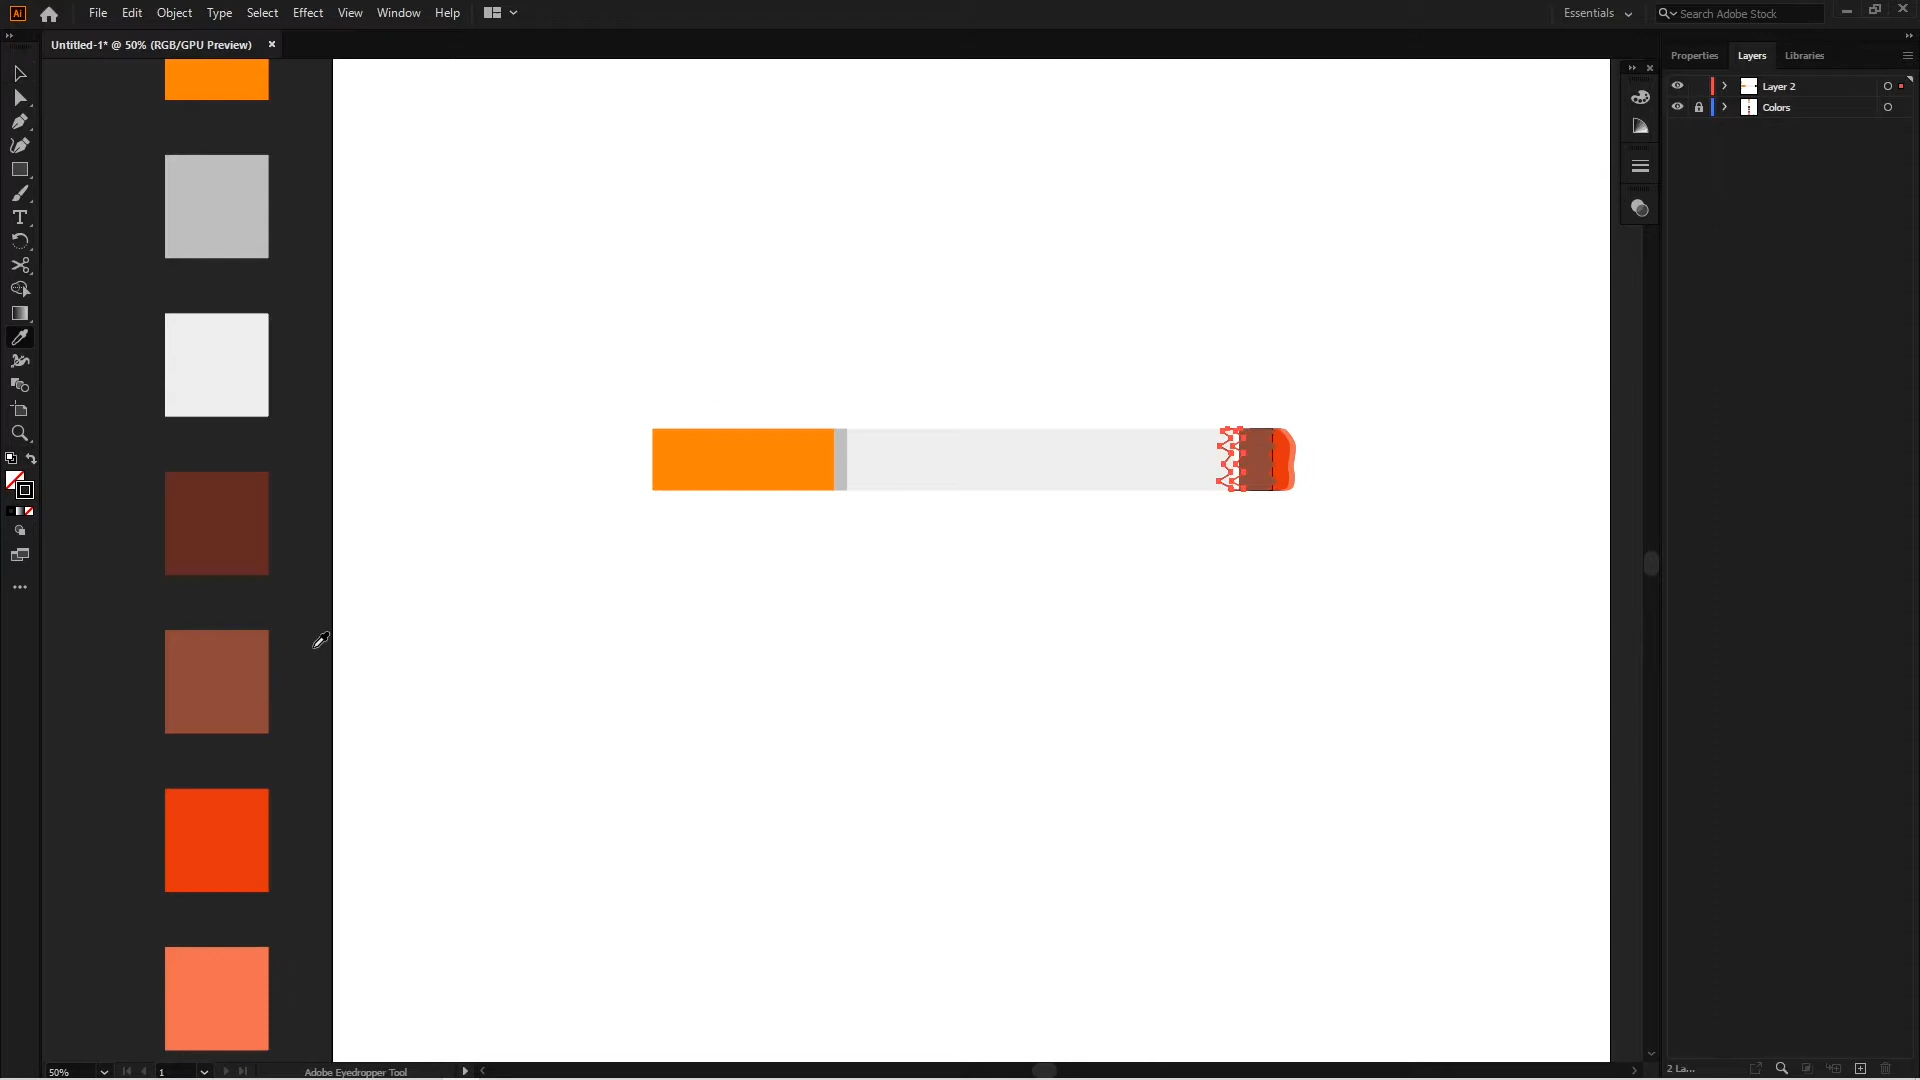 Ai File Edit Object Type Select Effect View Window Help Essentials Search Adobe Stock
Untitled-1* @ 50% (RGB/GPU Preview)
Properties Layers Libraries
Layer 2
Colors
50% 1 Adobe Eyedropper Tool 2 La...